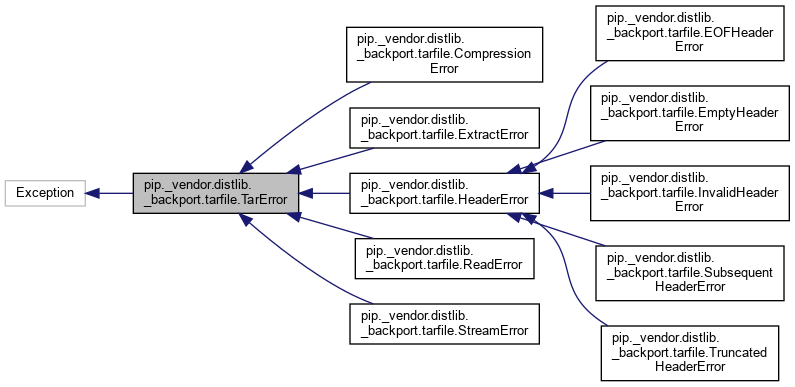 Exception
pip._vendor.distlib.
_backport.tarfile.TarError
pip._vendor.distlib.
_backport.tarfile.Compression
Error
pip._vendor.distlib.
_backport.tarfile.ExtractError
pip._vendor.distlib.
_backport.tarfile.HeaderError
pip._vendor.distlib.
_backport.tarfile.ReadError
pip._vendor.distlib.
_backport.tarfile.StreamError
pip._vendor.distlib.
_backport.tarfile.EOFHeader
Error
pip._vendor.distlib.
_backport.tarfile.EmptyHeader
Error
pip._vendor.distlib.
_backport.tarfile.InvalidHeader
Error
pip._vendor.distlib.
_backport.tarfile.Subsequent
HeaderError
pip._vendor.distlib.
_backport.tarfile.Truncated
HeaderError